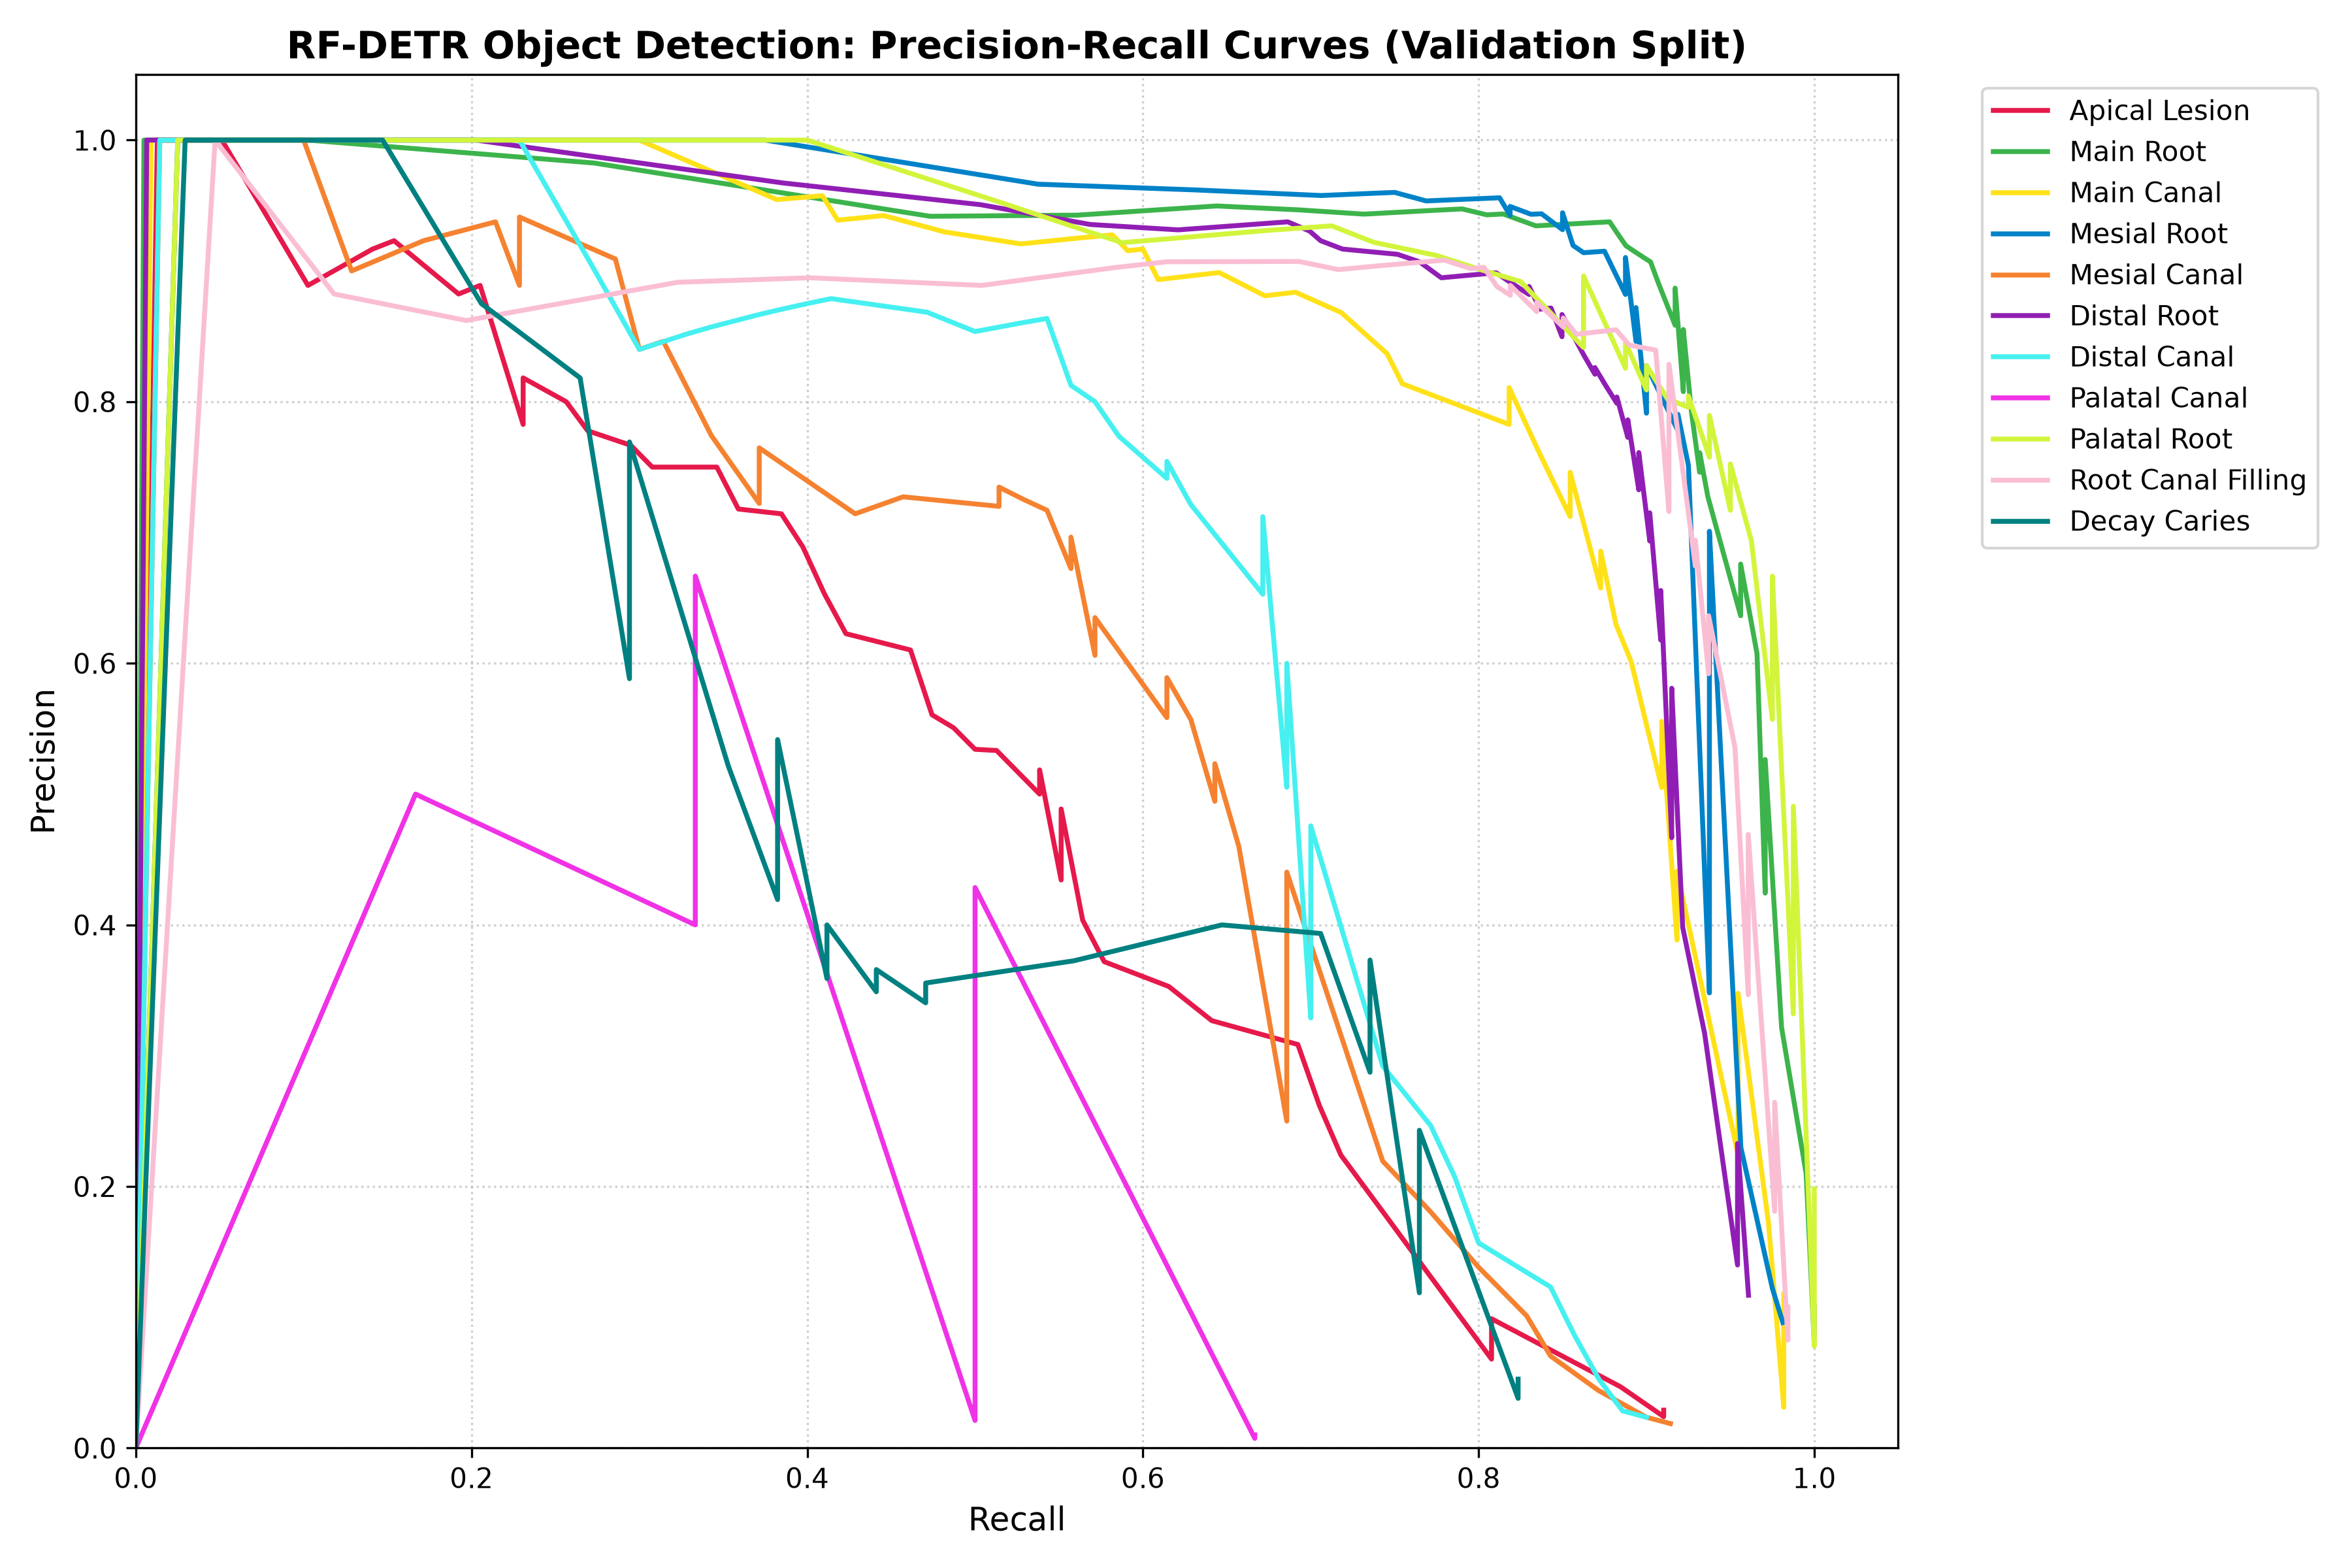 RF-DETR Object Detection: Precision-Recall Curves (Validation Split)
Apical Lesion
Main Root
Main Canal
Mesial Root
Mesial Canal
Distal Root
Distal Canal
Palatal Canal
Palatal Root
Root Canal Filling
Decay Caries
Precision
1.0
0.8
0.6
0.4
0.2
0.0
0.0 0.2 0.4 0.6 0.8 1.0
Recall